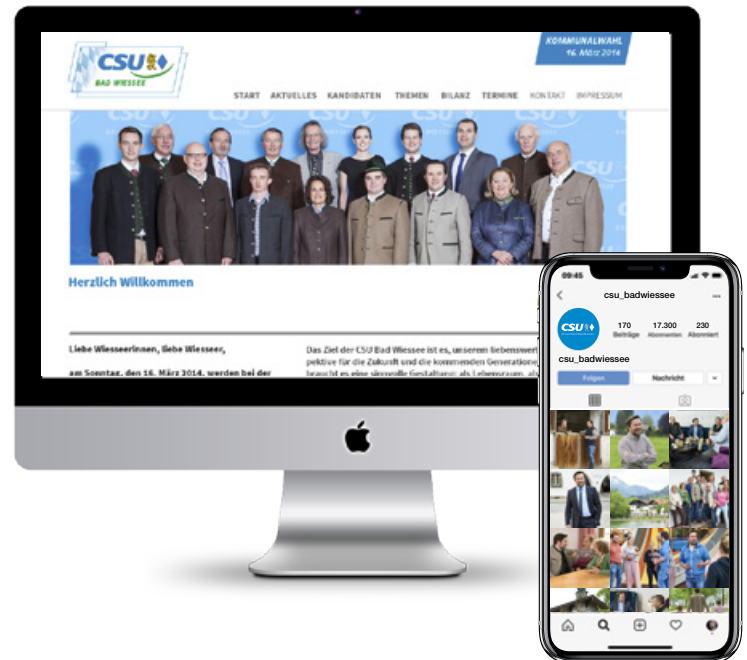 CSU
BAD WIESSEE
KOMMUNALWAHL
16. März 2014
START AKTUELLES KANDIDATEN THEMEN BILANZ TERMINE KONTAKT IMPRESSUM
CSU
Herzlich Willkommen
Liebe Wiesseerinnen, liebe Wiesseer,
am Sonntag, den 16. März 2014, werden bei der
Das Ziel der CSU Bad Wiessee ist es, unserem liebenswert
pektive für die Zukunft und die kommenden Generatione
braucht es eine sinnvolle Gestaltung: als Lebensraum, als
09:45
csu_badwiessee
CSU
170 17.300 230
Beiträge Abonnenten Abonniert
csu_badwiessee
Folgen Nachricht